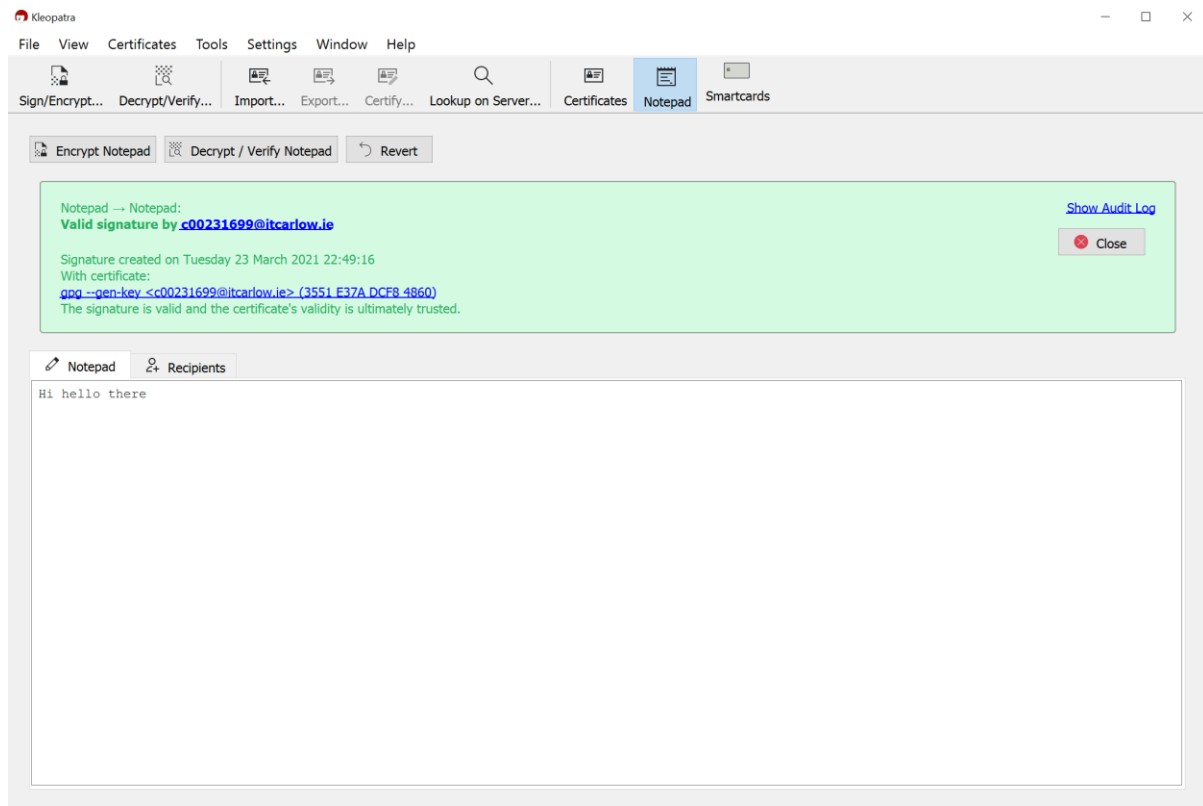 Kleopatra
File View Certificates Tools Settings Window Help
Sign/Encrypt... Decrypt/Verify... Import... Export... Certify... Lookup on Server... Certificates Notepad Smartcards
Encrypt Notepad Decrypt / Verify Notepad Revert
Notepad → Notepad: Show Audit Log
Valid signature by c00231699@itcarlow.ie
Close
Signature created on Tuesday 23 March 2021 22:49:16
With certificate:
gpg --gen-key <c00231699@itcarlow.ie> (3551 E37A DCF8 4860)
The signature is valid and the certificate's validity is ultimately trusted.
Notepad Recipients
Hi hello there